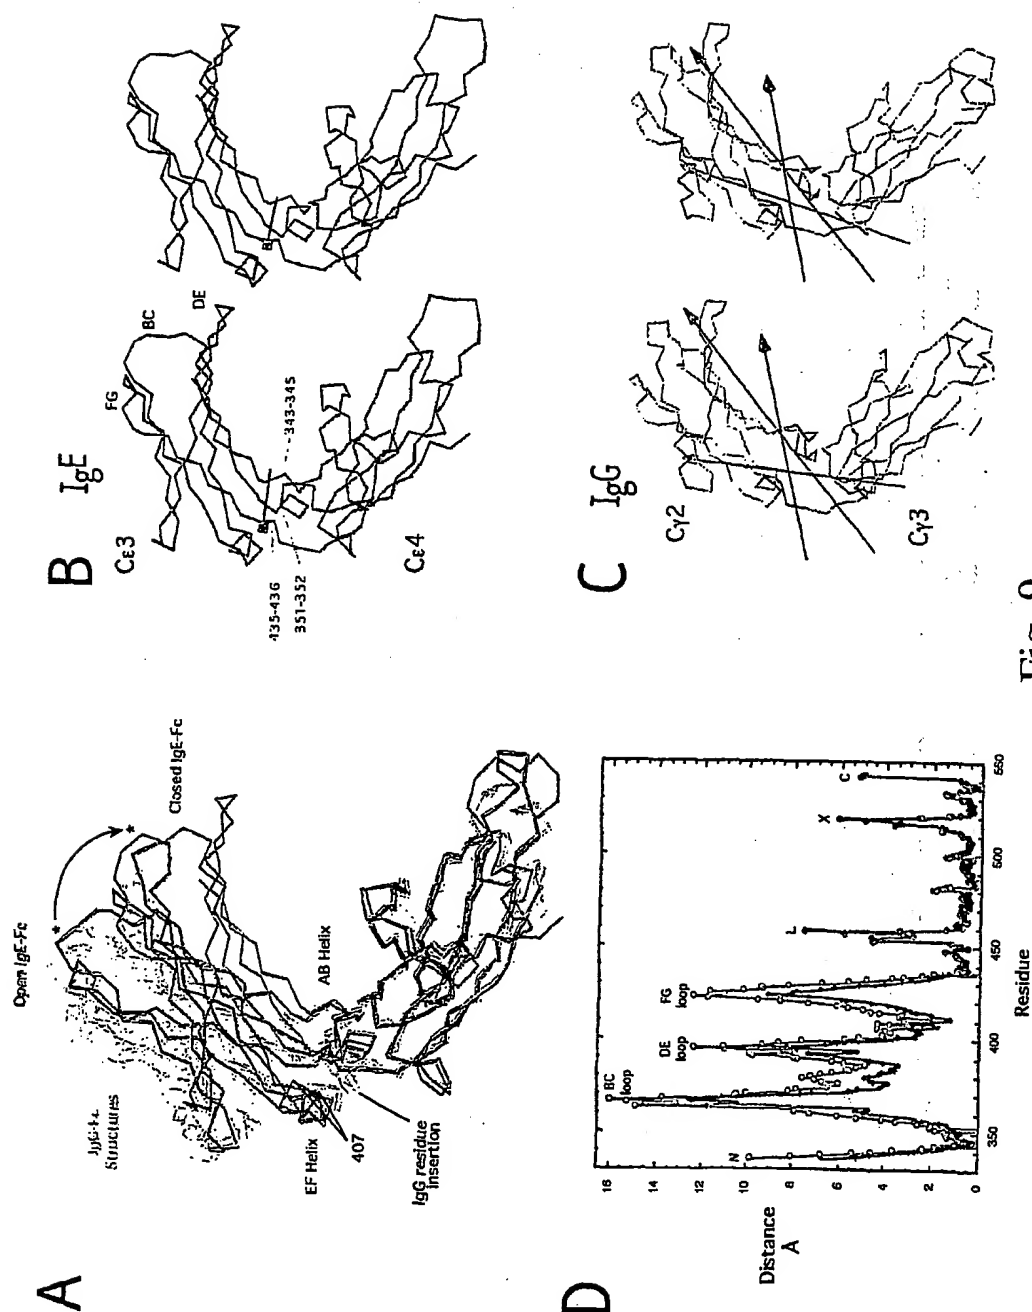 A
Open IgE-Fc
Closed IgE-Fc
*
*
Structures
AB Helix
EF Helix
407
IgG residue
insertion
B
IgE
Cε3
FG
BC
DE
343-345
435-436
351-352
Cε4
C
IgG
Cγ2
Cγ3
D
Distance
A
16
14
12
10
8
6
4
2
0
N
BC
loop
DE
loop
FG
loop
L
X
C
350
400
450
500
550
Residue